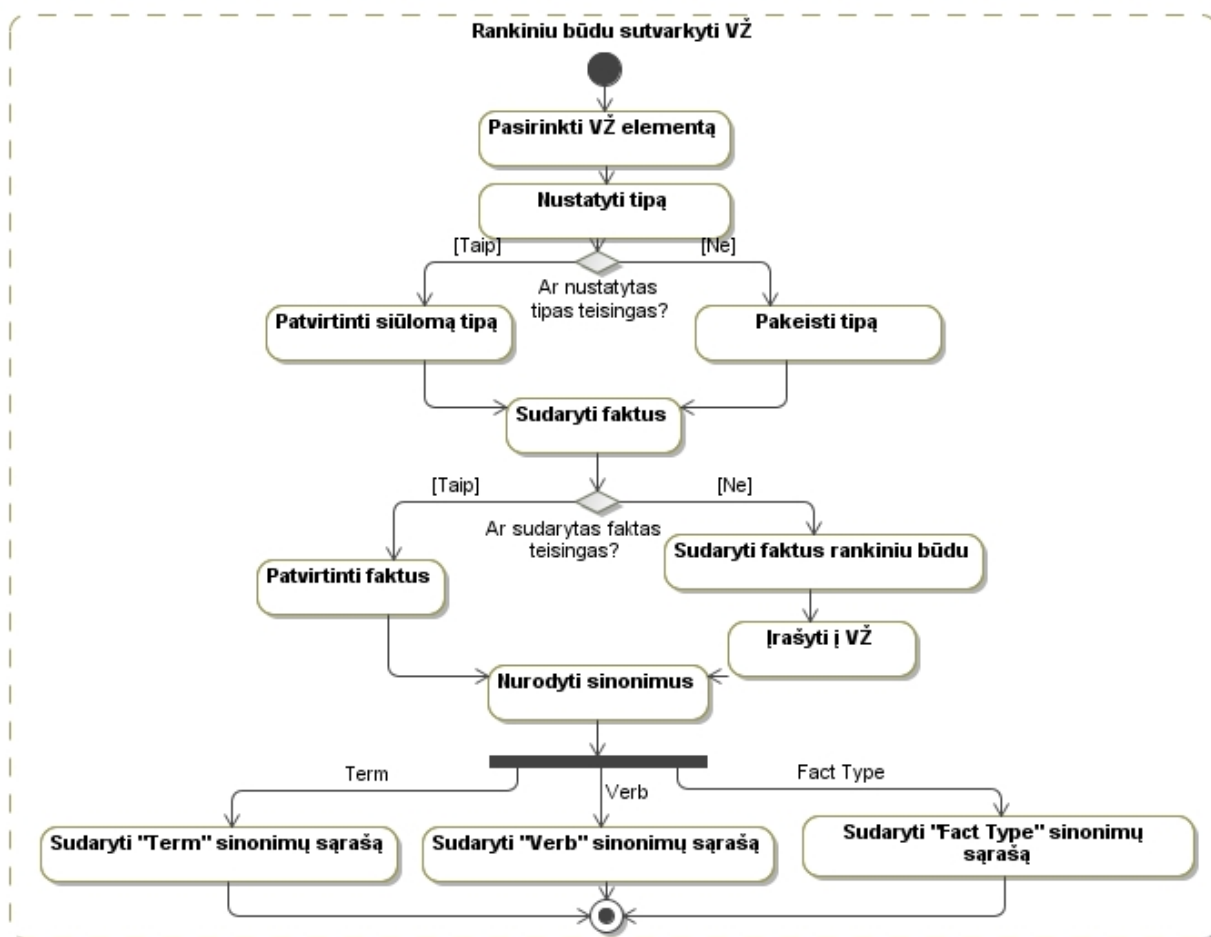 Rankiniu būdu sutvarkyti VŽ
Pasirinkti VŽ elementą
Nustatyti tipą
[Taip]
[Ne]
Ar nustatytas
tipas teisingas?
Patvirtinti siūlomą tipą
Pakeisti tipą
Sudaryti faktus
[Taip]
[Ne]
Ar sudarytas faktas
teisingas?
Sudaryti faktus rankiniu būdu
Patvirtinti faktus
Įrašyti į VŽ
Nurodyti sinonimus
Term
Verb
Fact Type
Sudaryti "Term" sinonimų sąrašą
Sudaryti "Verb" sinonimų sąrašą
Sudaryti "Fact Type" sinonimų
sąrašą